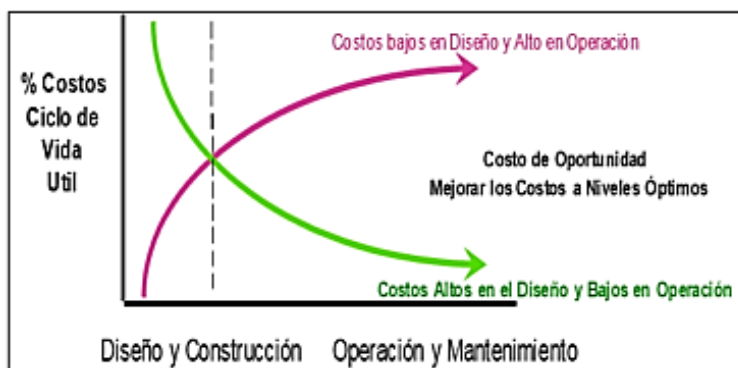 Costos bajos en Diseño y Alto en Operación
% Costos
Ciclo de
Vida
Util
Costo de Oportunidad
Mejorar los Costos a Niveles Óptimos
Costos Altos en el Diseño y Bajos en Operación
Diseño y Construcción
Operación y Mantenimiento